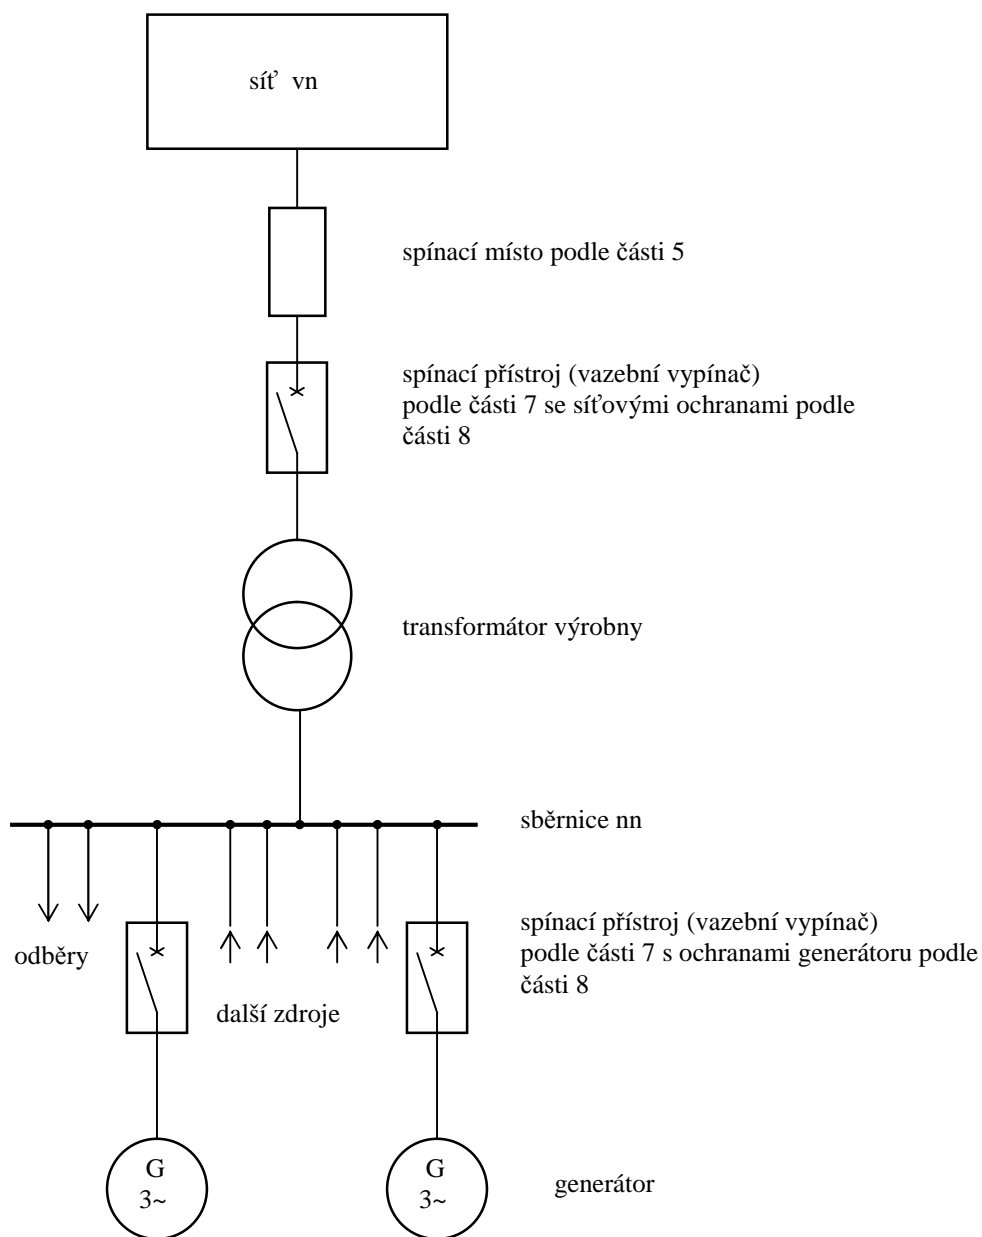 síť vn
spínací místo podle části 5
spínací přístroj (vazební vypínač)
podle části 7 se síťovými ochranami podle
části 8
transformátor výrobny
sběrnice nn
spínací přístroj (vazební vypínač)
podle části 7 s ochranami generátoru podle
části 8
odběry
další zdroje
G
3~
G
3~
generátor